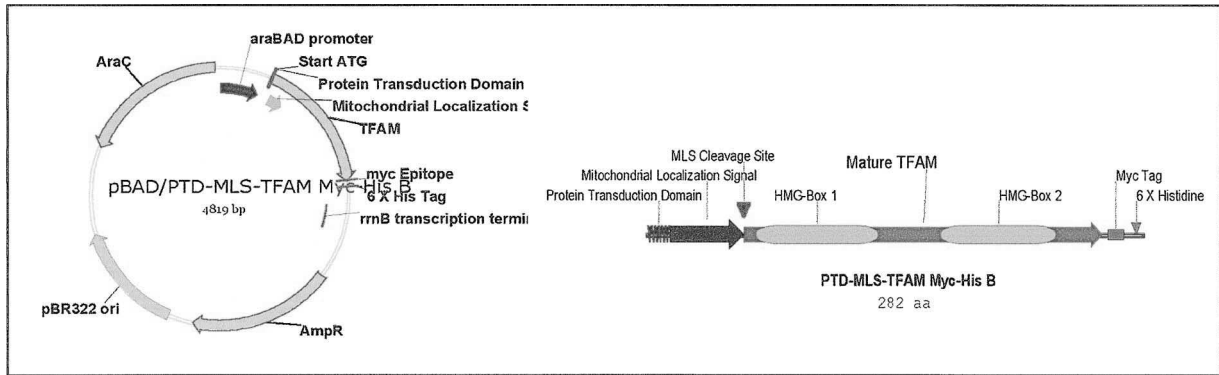 araBAD promoter
Start ATG
AraC
Protein Transduction Domain
Mitochondrial Localization S
TFAM
myc Epitope
pBAD/PTD-MLS-TFAM Myc-His B
6 X His Tag
4819 bp
rrnB transcription termin
pBR322 ori
AmpR
MLS Cleavage Site
Mature TFAM
Mitochondrial Localization Signal
Myc Tag
Protein Transduction Domain
HMG-Box 1
HMG-Box 2
6 X Histidine
PTD-MLS-TFAM Myc-His B
282 aa